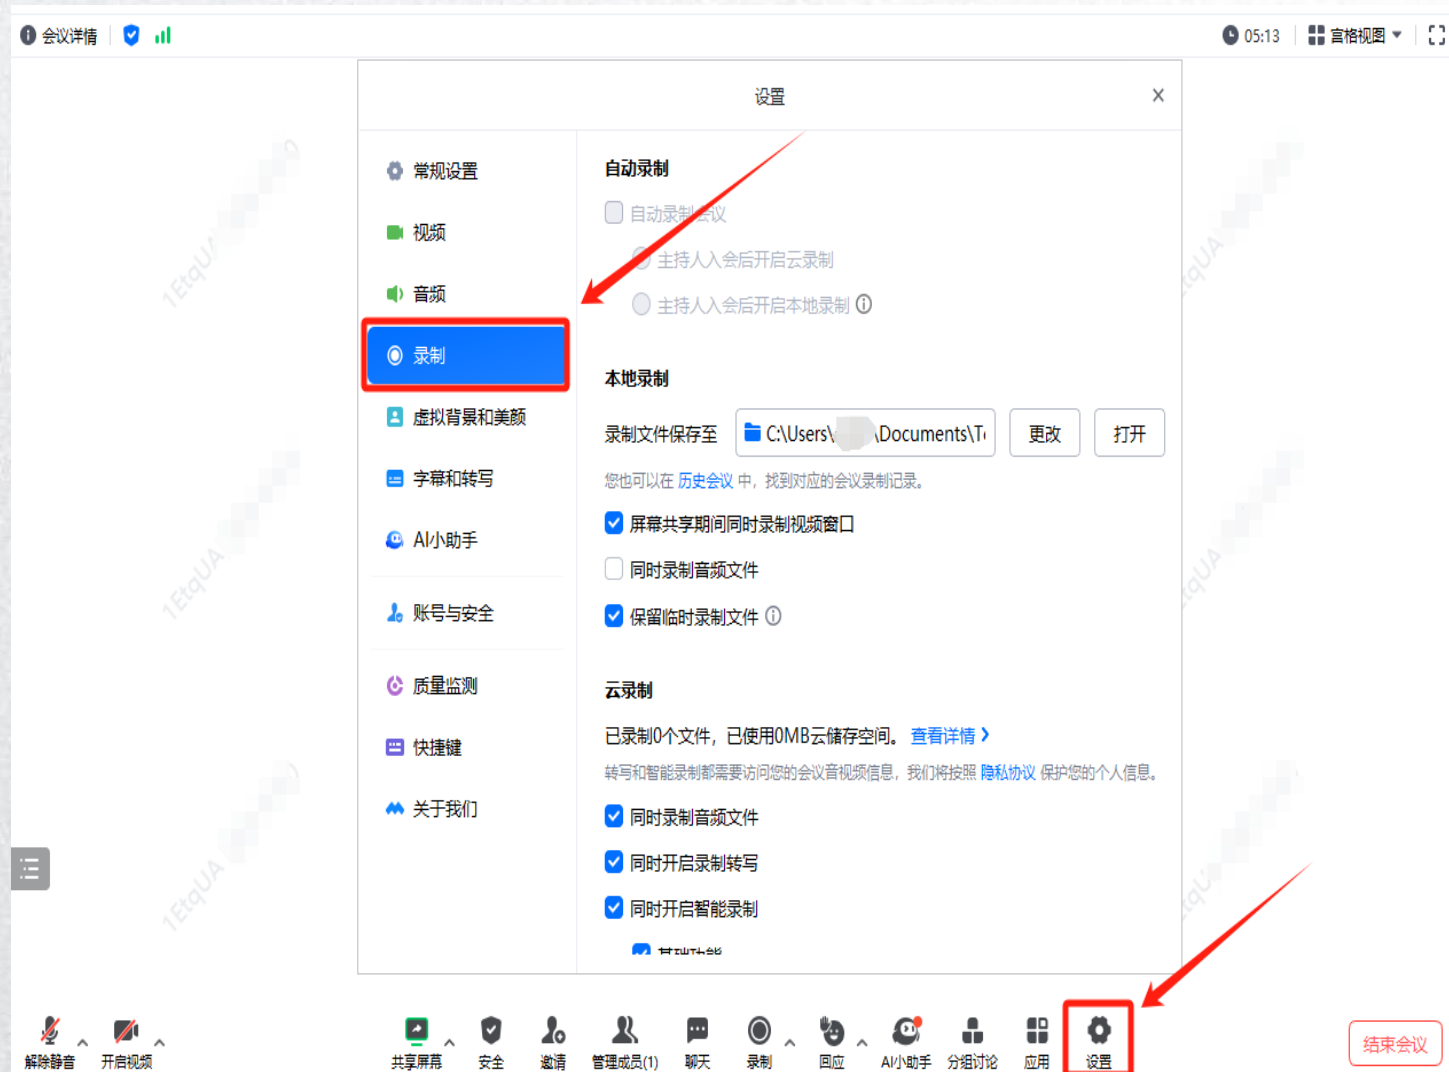 会议详情
05:13
宫格视图
设置
常规设置
视频
音频
录制
虚拟背景和美颜
字幕和转写
AI小助手
账号与安全
质量监测
快捷键
关于我们
自动录制
自动录制会议
主持人入会后开启云录制
主持人入会后开启本地录制
本地录制
录制文件保存至 C:\Users\ \Documents\T 更改 打开
您也可以在 历史会议 中，找到对应的会议录制记录。
屏幕共享期间同时录制视频窗口
同时录制音频文件
保留临时录制文件
云录制
已录制0个文件，已使用0MB云储存空间。 查看详情
转写和智能录制都需要访问您的会议音视频信息，我们将按照 隐私协议 保护您的个人信息。
同时录制音频文件
同时开启录制转写
同时开启智能录制
基础功能
1EtqUA
1EtqUA
1EtqUA
解除静音
开启视频
共享屏幕
安全
邀请
管理成员(1)
聊天
录制
回应
AI小助手
分组讨论
应用
设置
结束会议